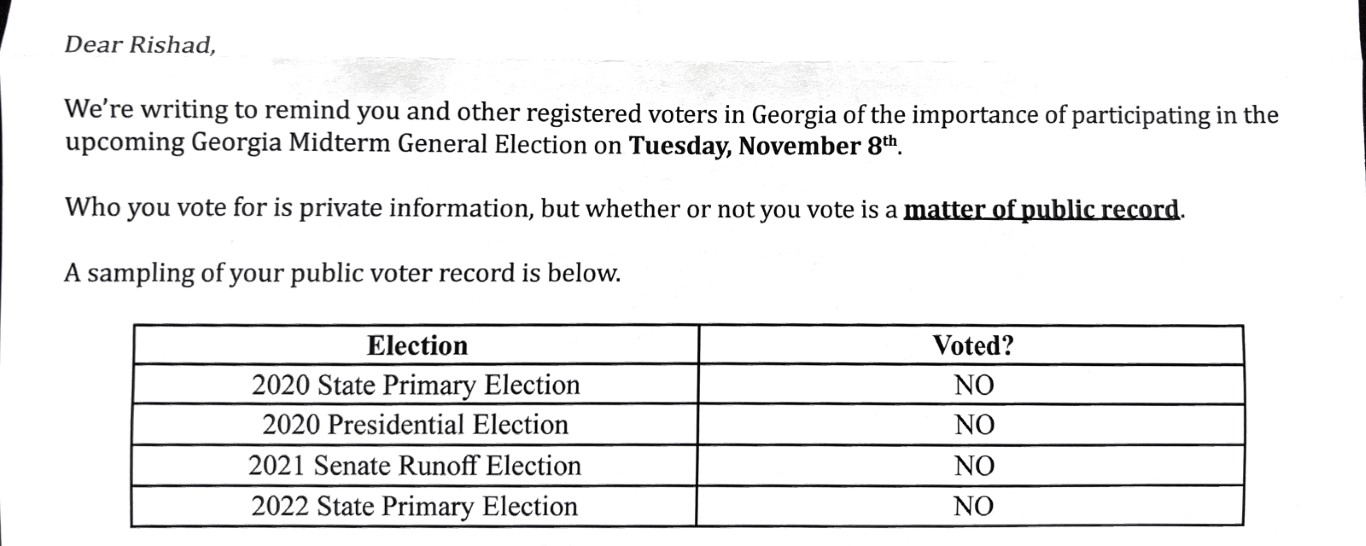 Dear Rishad,
We're writing to remind you and other registered voters in Georgia of the importance of participating in the
upcoming Georgia Midterm General Election on Tuesday, November 8th.
Who you vote for is private information, but whether or not you vote is a matter of public record.
A sampling of your public voter record is below.
Election Voted?
2020 State Primary Election NO
2020 Presidential Election NO
2021 Senate Runoff Election NO
2022 State Primary Election NO